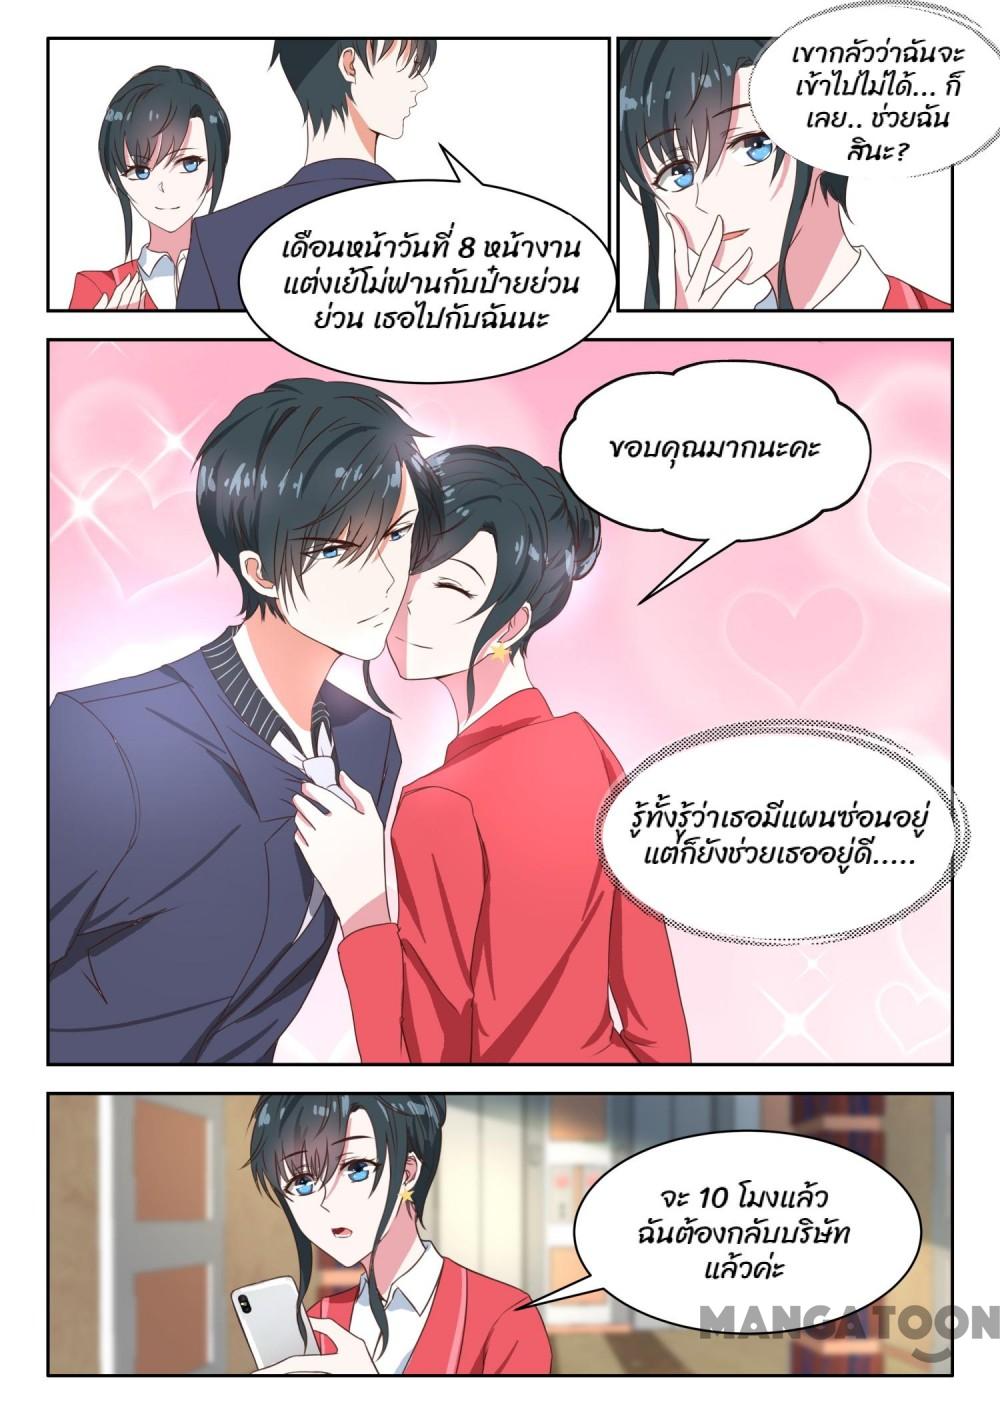 เดือนหน้าวันที่ 8 หน้างาน
แต่งเย้โม่ฟานกับป๋ายย่วน
ย่วน เธอไปกับฉันนะ
เขากลัวว่าฉันจะ
เข้าไปไม่ได้... ก็
เลย.. ช่วยฉัน
สินะ?
ขอบคุณมากนะคะ
รู้ทั้งรู้ว่าเธอมีแผนซ่อนอยู่
แต่ก็ยังช่วยเธออยู่ดี.....
จะ 10 โมงแล้ว
ฉันต้องกลับบริษัท
แล้วค่ะ
MANGATOON